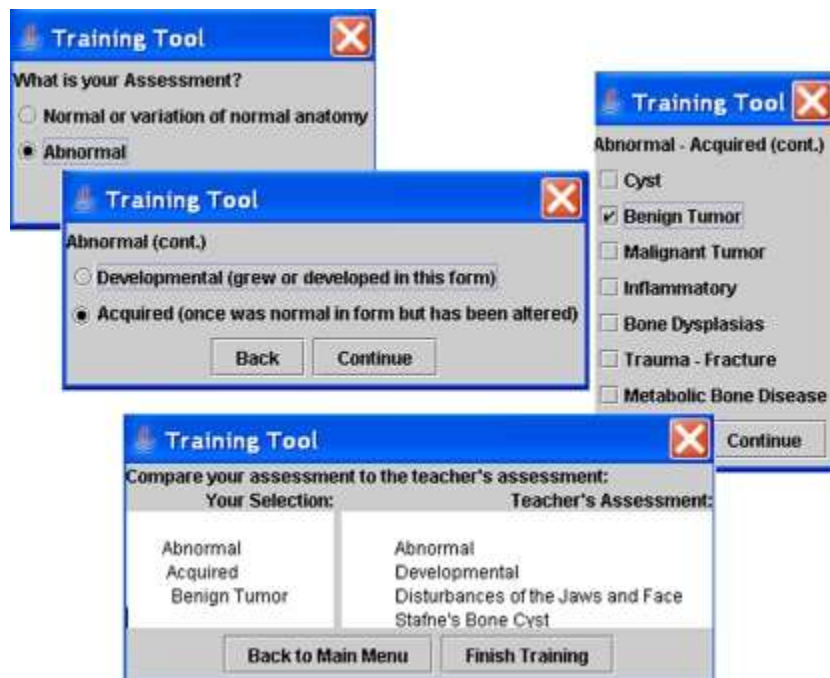 Training Tool
What is your Assessment?
Normal or variation of normal anatomy
Abnormal
Training Tool
Abnormal (cont.)
Developmental (grew or developed in this form)
Acquired (once was normal in form but has been altered)
Back Continue
Training Tool
Abnormal - Acquired (cont.)
Cyst
Benign Tumor
Malignant Tumor
Inflammatory
Bone Dysplasias
Trauma - Fracture
Metabolic Bone Disease
Continue
Training Tool
Compare your assessment to the teacher's assessment:
Your Selection: Teacher's Assessment:
Abnormal Abnormal
Acquired Developmental
Benign Tumor Disturbances of the Jaws and Face
Stafne's Bone Cyst
Back to Main Menu Finish Training